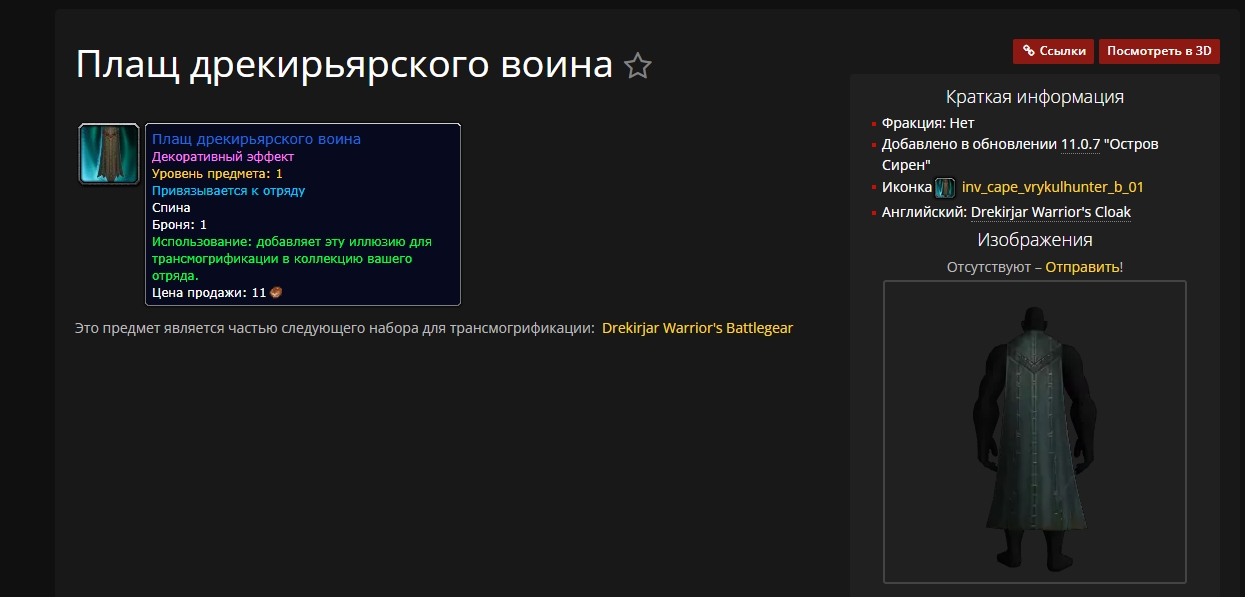 Плащ дрекирьярского воина
Ссылки
Посмотреть в 3D
Плащ дрекирьярского воина
Декоративный эффект
Уровень предмета: 1
Привязывается к отряду
Спина
Броня: 1
Использование: добавляет эту иллюзию для
трансмогрификации в коллекцию вашего
отряда.
Цена продажи: 11
Это предмет является частью следующего набора для трансмогрификации: Drekirjar Warrior's Battlegear
Краткая информация
Фракция: Нет
Добавлено в обновлении 11.0.7 "Остров
Сирен"
Иконка inv_cape_vrykulhunter_b_01
Английский: Drekirjar Warrior's Cloak
Изображения
Отсутствуют – Отправить!